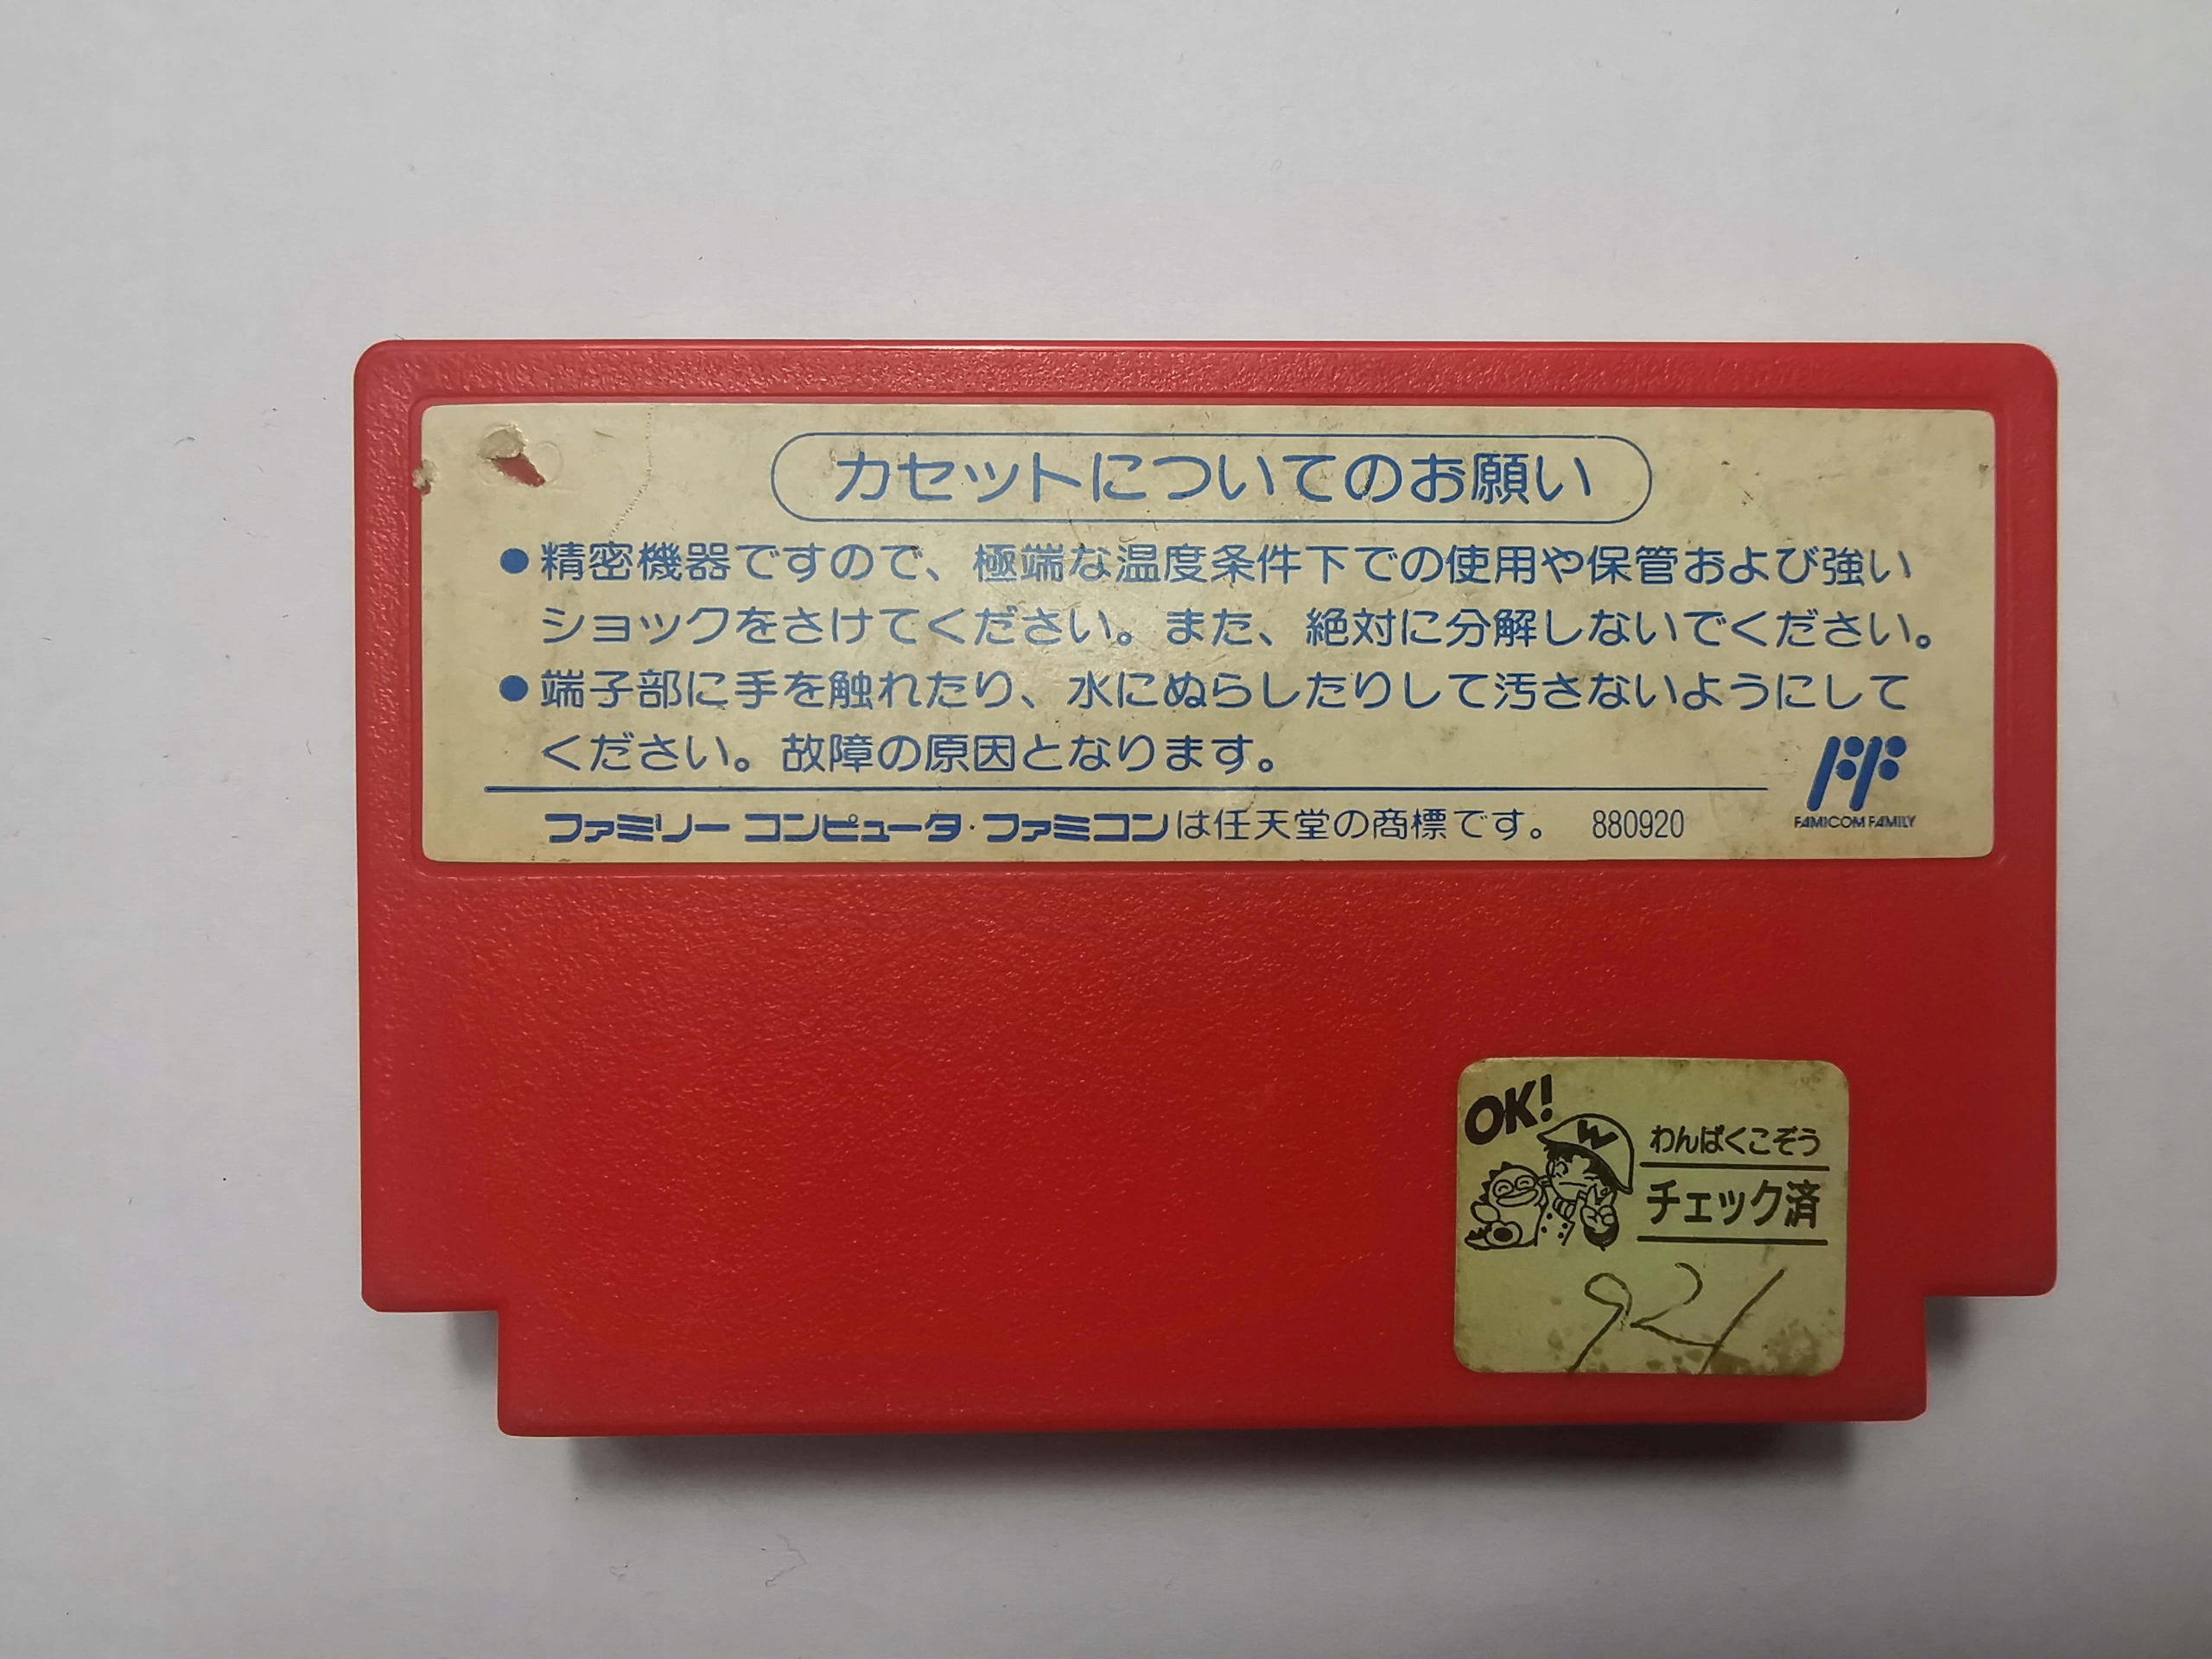 カセットについてのお願い
●精密機器ですので、極端な温度条件下での使用や保管および強い
ショックをさけてください。また、絶対に分解しないでください。
●端子部に手を触れたり、水にぬらしたりして汚さないようにして
ください。故障の原因となります。
ファミリー コンピュータ・ファミコンは任天堂の商標です。 880920
FAMICOM FAMILY
OK!
W
わんぱくこぞう
チェック済